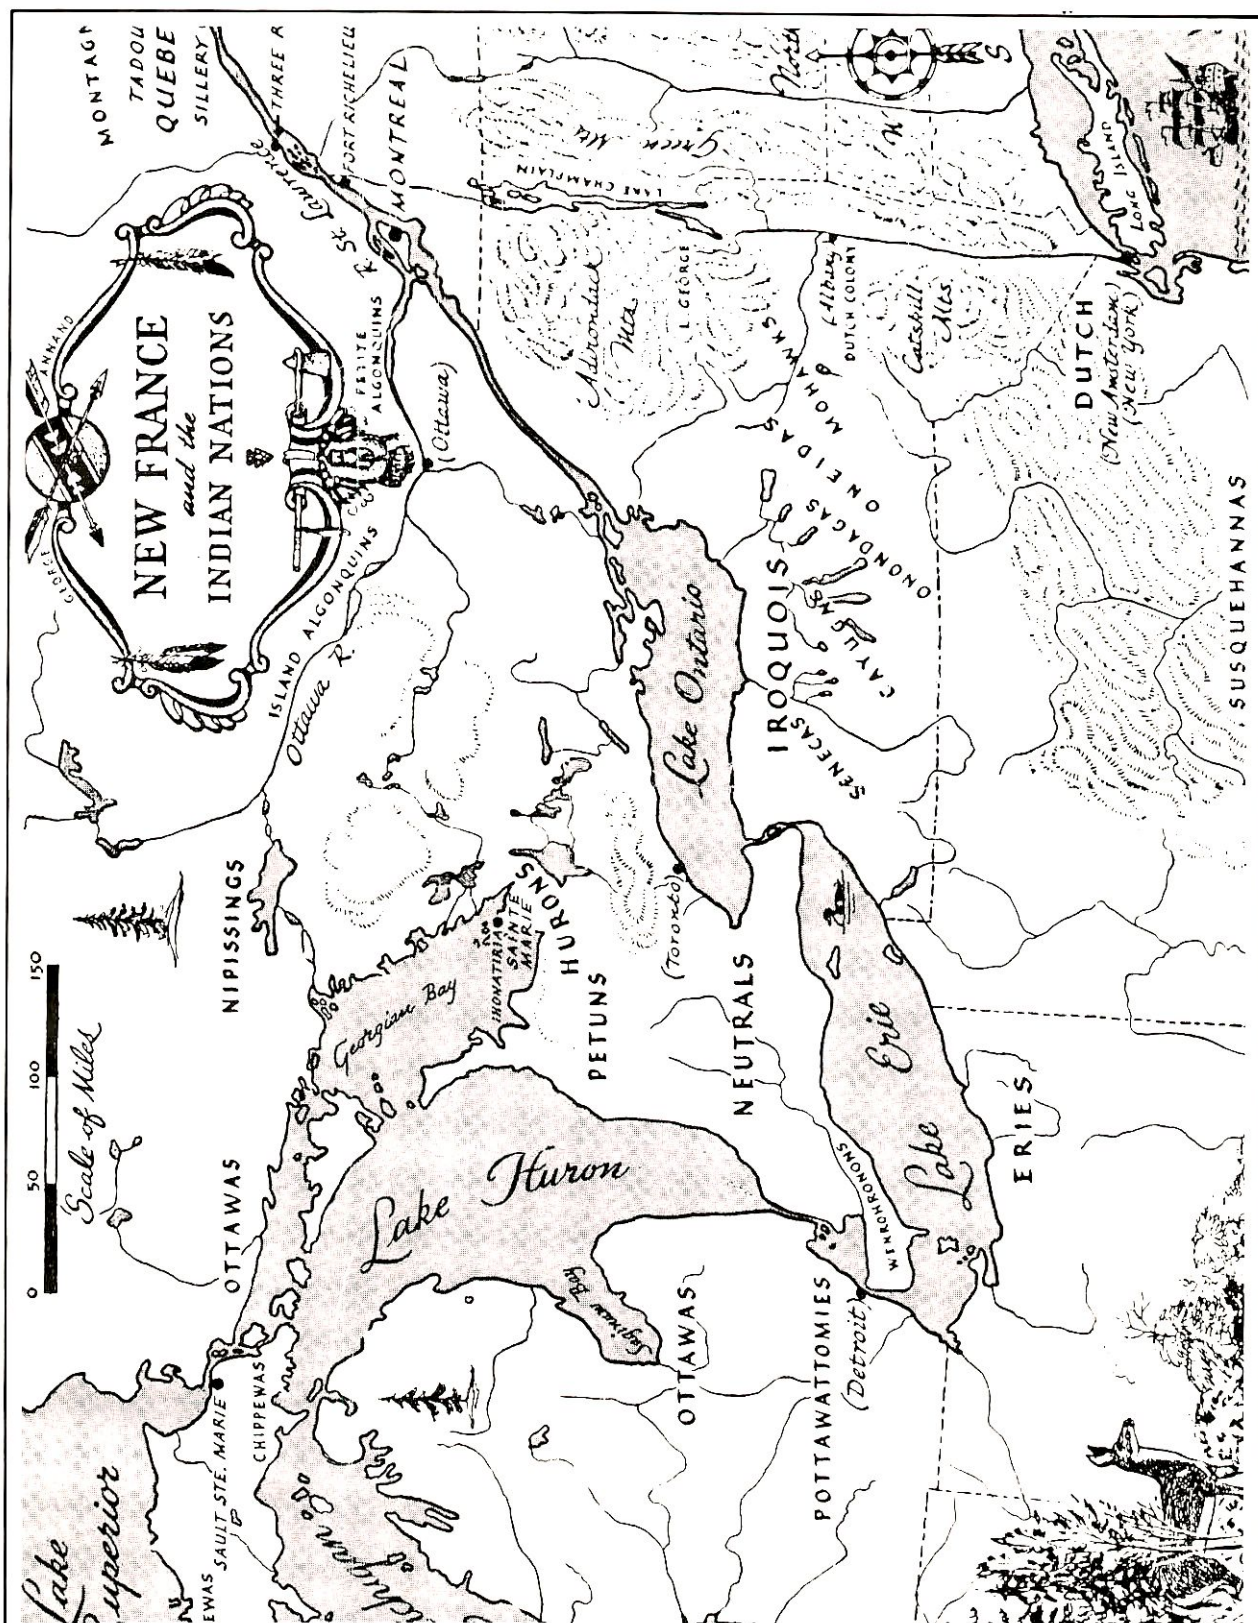 NEW FRANCE
and the
INDIAN NATIONS
GEORGE
ANNAND
Scale of Miles
0
50
100
150
Lake
Superior
SAULT STE. MARIE
CHIPPEWAS
OTTAWAS
NIPISSINGS
ISLAND ALGONQUINS
Ottawa R.
PETITE
ALGONQUINS
(Ottawa)
MONTAGN
TADOU
QUEBE
SILLERY
THREE R
FORT RICHELIEU
MONTREAL
R. St. Lawrence
Lake Huron
Georgian Bay
IHONATIRIA
SAINTE
MARIE
HURONS
PETUNS
(Toronto)
NEUTRALS
Lake Ontario
Saginaw Bay
OTTAWAS
POTTAWATTOMIES
(Detroit)
WENROHRONONS
Lake Erie
ERIES
IROQUOIS
SENECAS
CAYUGAS
ONONDAGAS
ONEIDAS
MOHAWKS
Adirondack
Mts.
L. GEORGE
LAKE CHAMPLAIN
Green Mts.
(Albany)
DUTCH COLONY
Catskill
Mts.
DUTCH
(New Amsterdam)
(New York)
LONG ISLAND
SUSQUEHANNAS
North
S
W